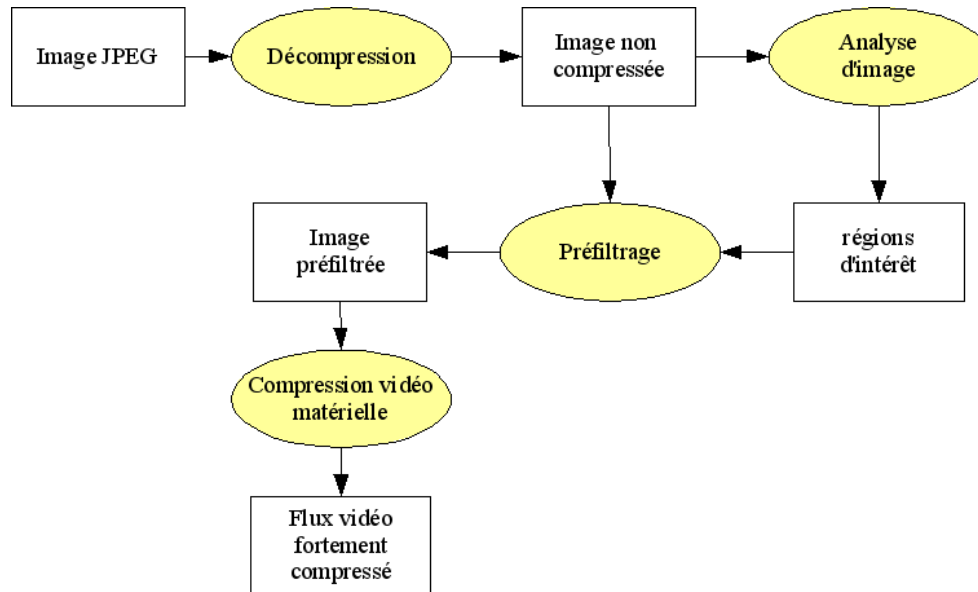 Image JPEG
Décompression
Image non
compressée
Analyse
d'image
Image
préfiltrée
Préfiltrage
régions
d'intérêt
Compression vidéo
matérielle
Flux vidéo
fortement
compressé